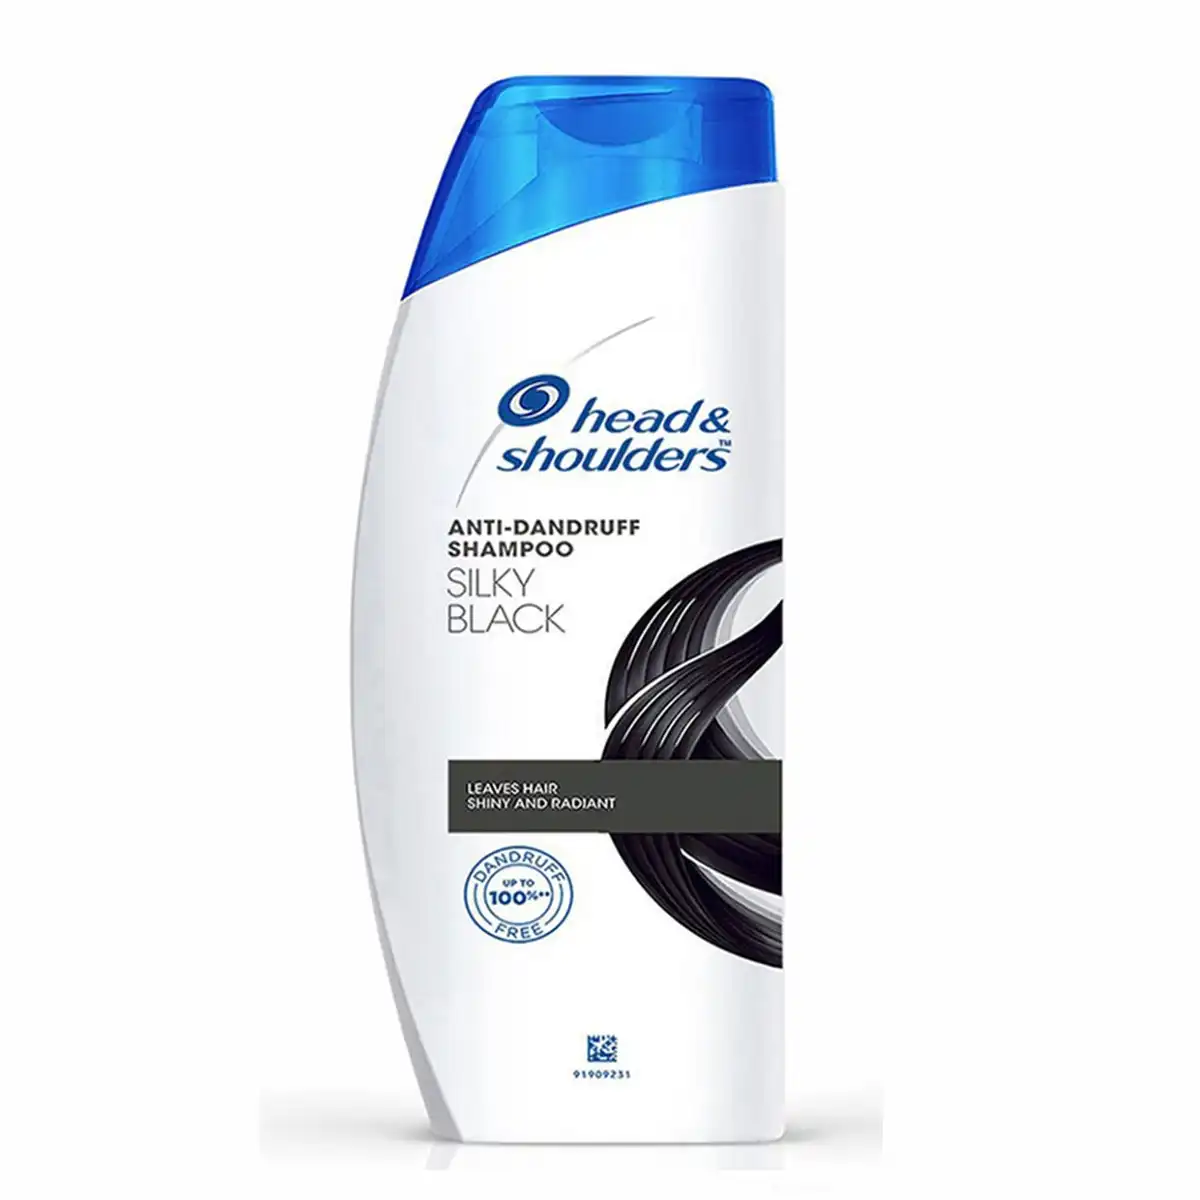 head &
shoulders™
ANTI-DANDRUFF
SHAMPOO
SILKY
BLACK
LEAVES HAIR
SHINY AND RADIANT
DANDRUFF
UP TO
100%**
FREE
91909231